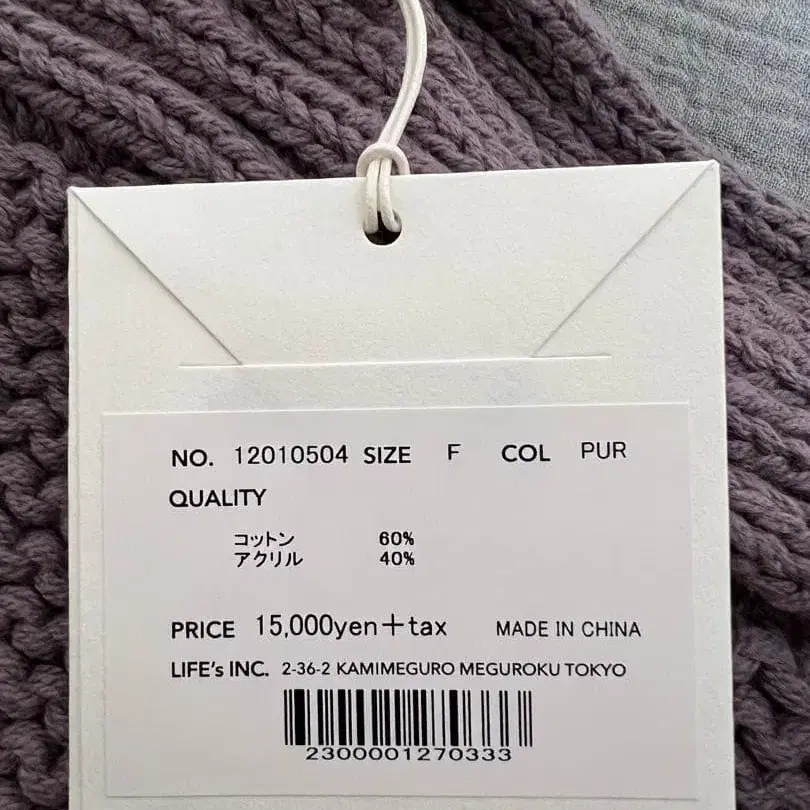 NO. 12010504 SIZE F COL PUR
QUALITY
コットン 60%
アクリル 40%
PRICE 15,000yen＋tax MADE IN CHINA
LIFE's INC. 2-36-2 KAMIMEGURO MEGUROKU TOKYO
2300001270333